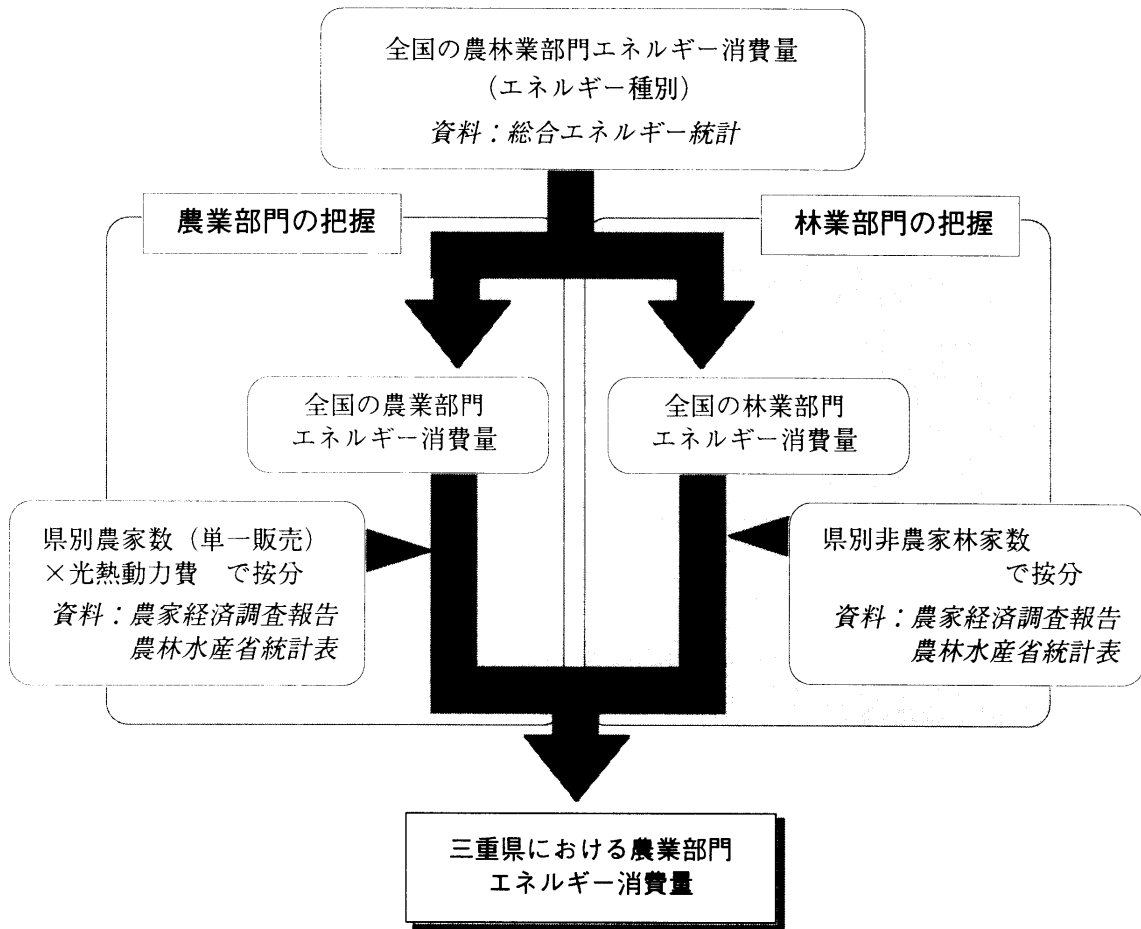 全国の農林業部門エネルギー消費量
（エネルギー種別）
資料：総合エネルギー統計
農業部門の把握
林業部門の把握
全国の農業部門
エネルギー消費量
全国の林業部門
エネルギー消費量
県別農家数（単一販売）
×光熱動力費　で按分
資料：農家経済調査報告
農林水産省統計表
県別非農家林家数
で按分
資料：農家経済調査報告
農林水産省統計表
三重県における農業部門
エネルギー消費量